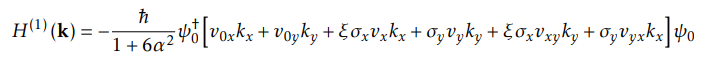 $H^{(1)}(\mathbf{k}) = -\frac{\hbar}{1+6\alpha^2}\psi_0^\dagger\left[v_{0x}k_x + v_{0y}k_y + \xi\sigma_x v_x k_x + \sigma_y v_y k_y + \xi\sigma_x v_{xy} k_y + \sigma_y v_{yx} k_x\right]\psi_0$